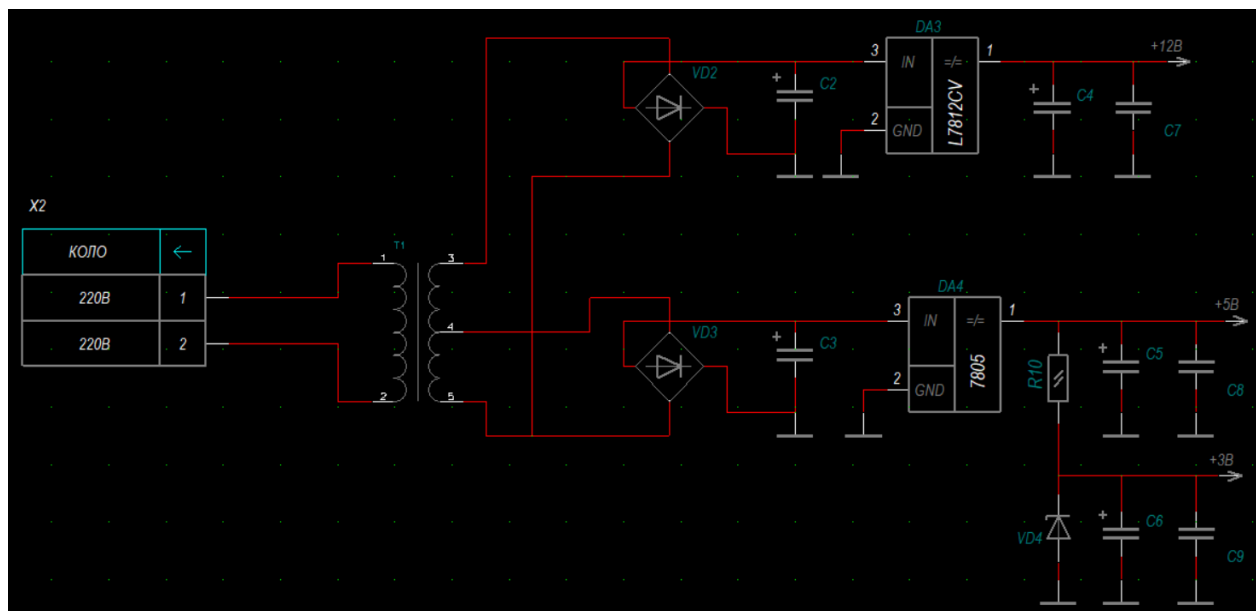 DA3
+12В
3
IN
=/=
1
VD2
+
C2
+
C4
L7812CV
2
GND
C7
X2
КОЛО
←
T1
1
3
220В
1
DA4
+5В
3
IN
=/=
1
4
VD3
+
C3
+
C5
220В
2
7805
R10
2
GND
C8
2
5
+3В
+
C6
VD4
C9